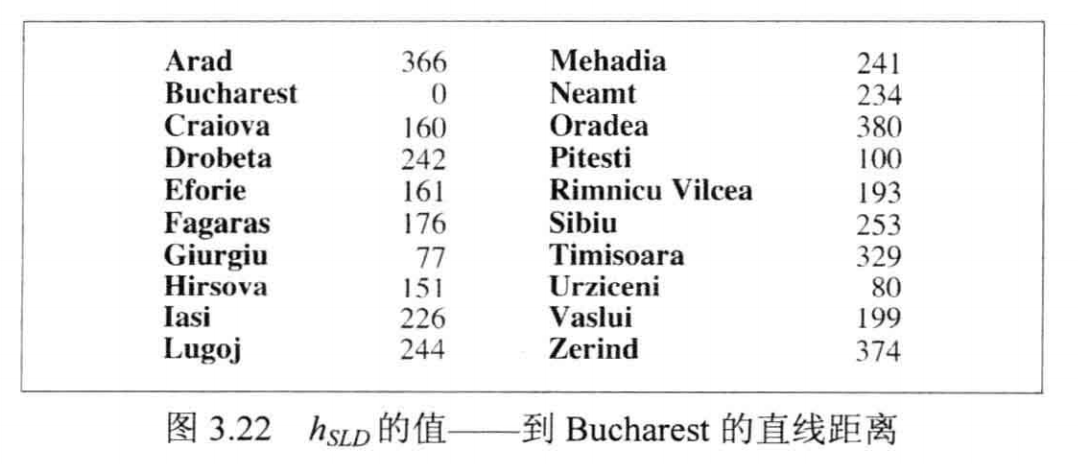 Arad 366 Mehadia 241
Bucharest 0 Neamt 234
Craiova 160 Oradea 380
Drobeta 242 Pitesti 100
Eforie 161 Rimnicu Vilcea 193
Fagaras 176 Sibiu 253
Giurgiu 77 Timisoara 329
Hirsova 151 Urziceni 80
Iasi 226 Vaslui 199
Lugoj 244 Zerind 374
图 3.22 hSLD 的值——到 Bucharest 的直线距离